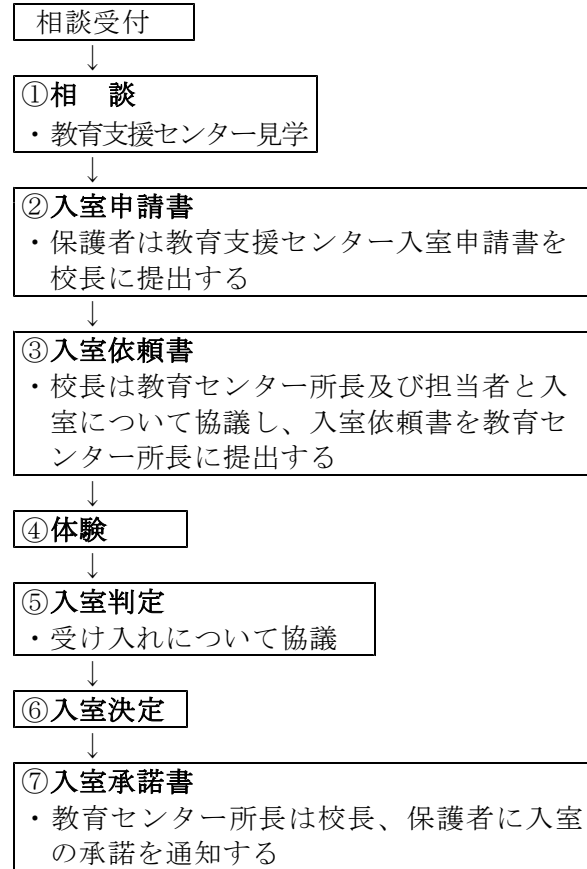 相談受付
↓
①相　談
・教育支援センター見学
↓
②入室申請書
・保護者は教育支援センター入室申請書を
校長に提出する
↓
③入室依頼書
・校長は教育センター所長及び担当者と入
室について協議し、入室依頼書を教育セ
ンター所長に提出する
↓
④体験
↓
⑤入室判定
・受け入れについて協議
↓
⑥入室決定
↓
⑦入室承諾書
・教育センター所長は校長、保護者に入室
の承諾を通知する